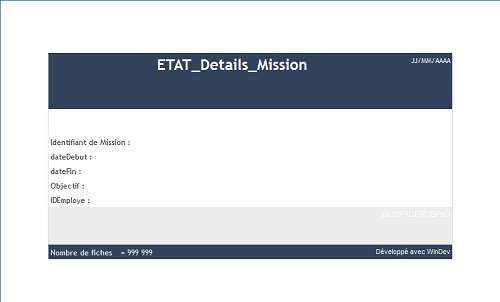 ETAT_Details_Mission
JJ/MM/AAAA
Identifiant de Mission :
dateDebut :
dateFin :
Objectif :
IDEmploye :
Nombre de fiches = 999 999
Développé avec WinDev